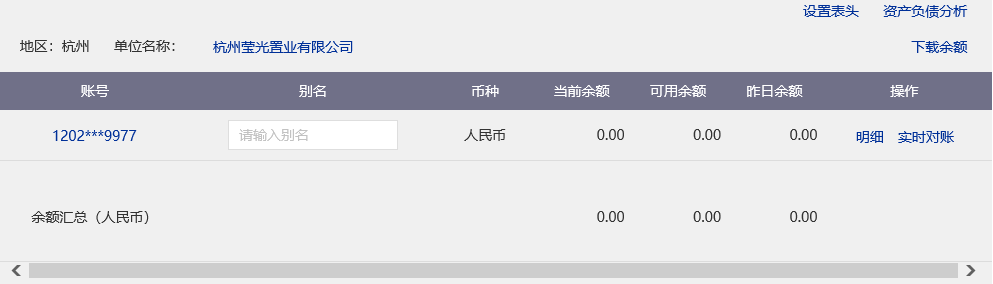 设置表头 资产负债分析
地区：杭州 单位名称： 杭州莹光置业有限公司 下载余额
账号 别名 币种 当前余额 可用余额 昨日余额 操作
1202***9977 请输入别名 人民币 0.00 0.00 0.00 明细 实时对账
余额汇总（人民币） 0.00 0.00 0.00